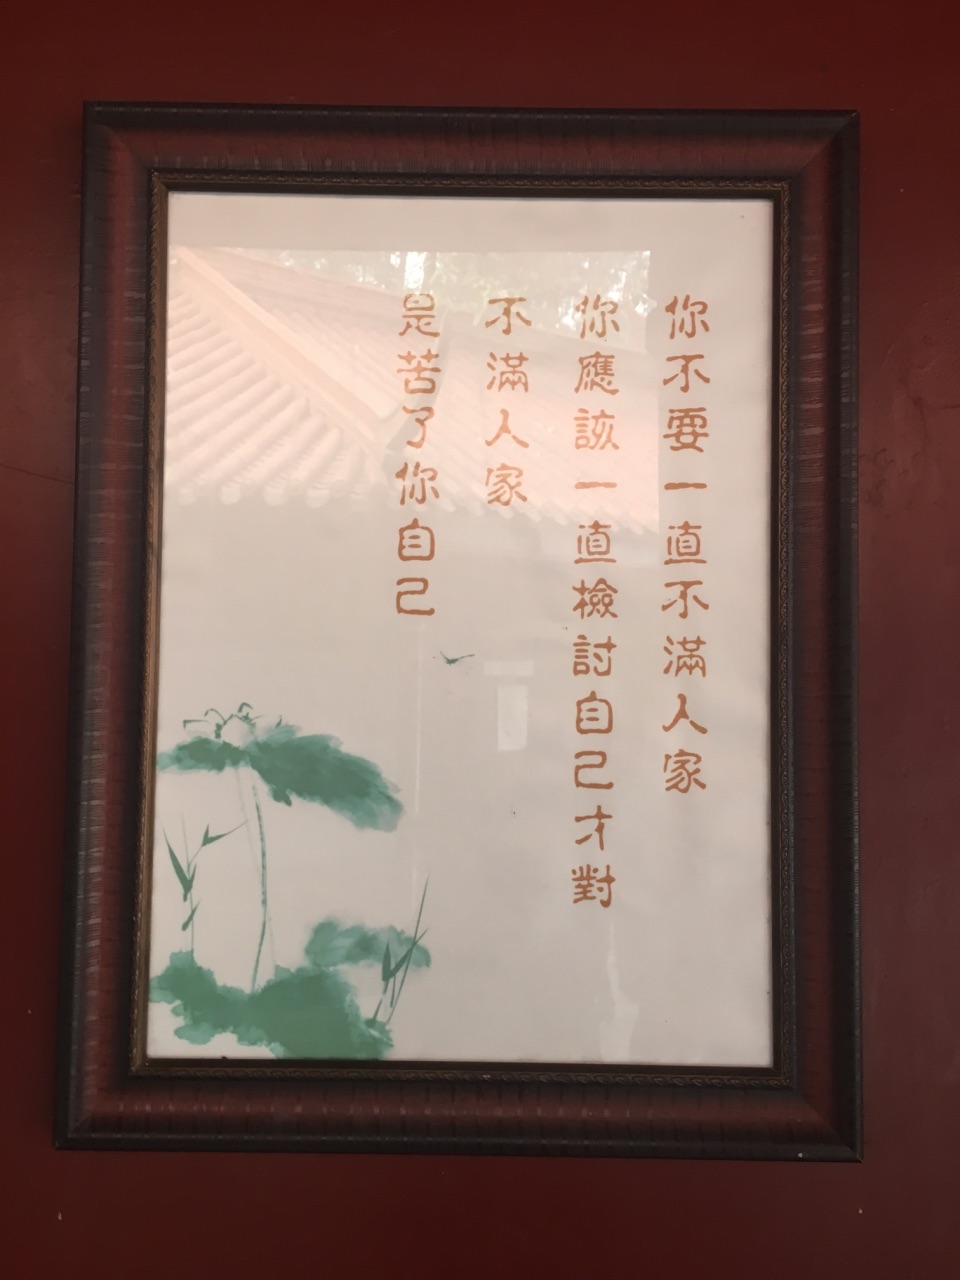 你不要一直不滿人家
你應該一直檢討自己才對
不滿人家
是苦了你自己